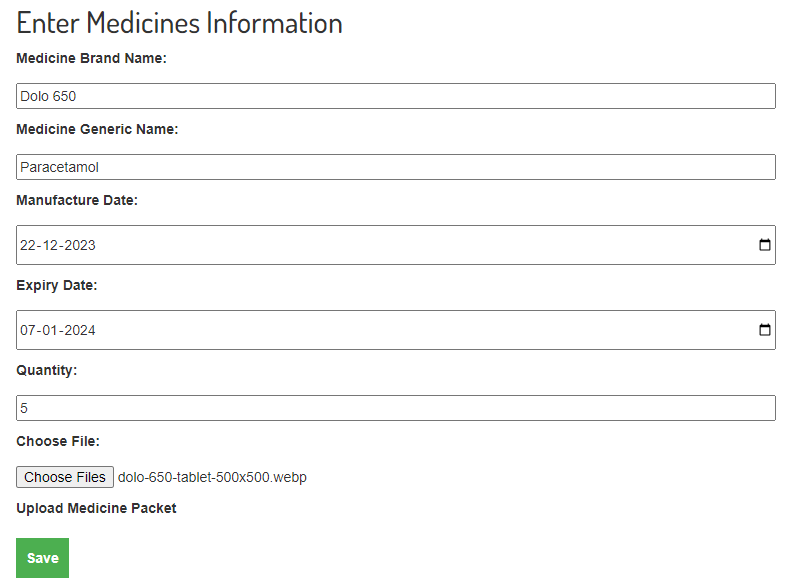 Enter Medicines Information
Medicine Brand Name:
Dolo 650
Medicine Generic Name:
Paracetamol
Manufacture Date:
22-12-2023
Expiry Date:
07-01-2024
Quantity:
5
Choose File:
Choose Files dolo-650-tablet-500x500.webp
Upload Medicine Packet
Save